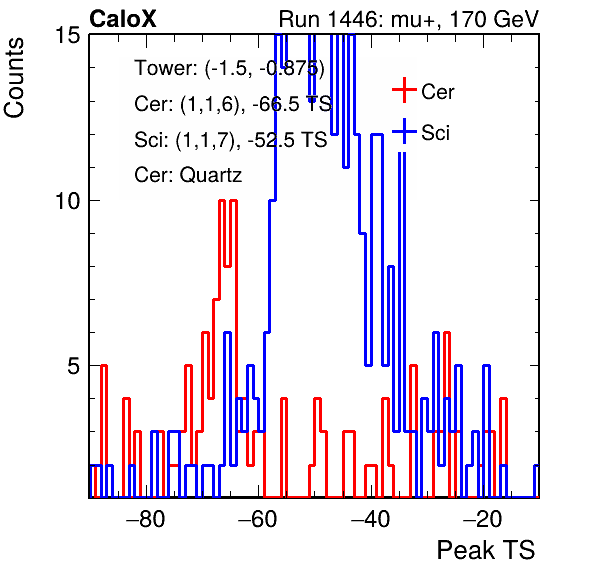 CaloX Run 1446: mu+, 170 GeV
Counts
15
Tower: (-1.5, -0.875)
Cer: (1,1,6), -66.5 TS
Sci: (1,1,7), -52.5 TS
Cer: Quartz
Cer
Sci
10
5
−80 −60 −40 −20
Peak TS